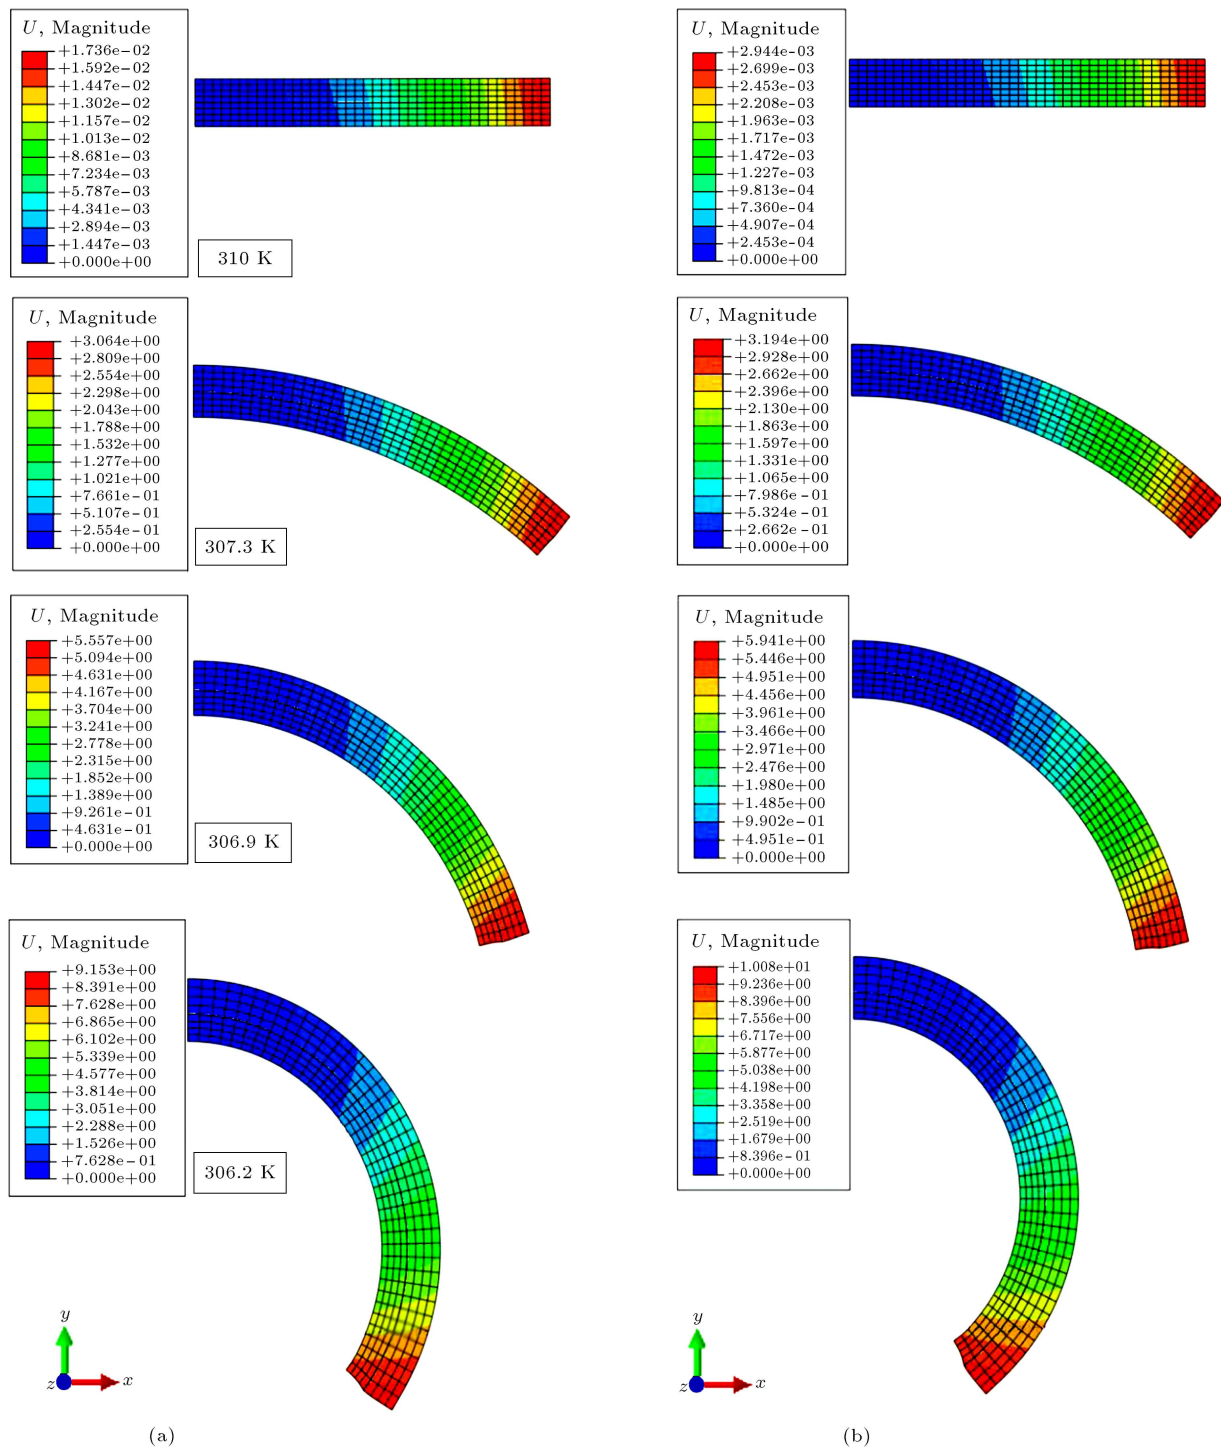 U, Magnitude
+1.736e-02
+1.592e-02
+1.447e-02
+1.302e-02
+1.157e-02
+1.013e-02
+8.681e-03
+7.234e-03
+5.787e-03
+4.341e-03
+2.894e-03
+1.447e-03
+0.000e+00
310 K
U, Magnitude
+2.944e-03
+2.699e-03
+2.453e-03
+2.208e-03
+1.963e-03
+1.717e-03
+1.472e-03
+1.227e-03
+9.813e-04
+7.360e-04
+4.907e-04
+2.453e-04
+0.000e+00
U, Magnitude
+3.064e+00
+2.809e+00
+2.554e+00
+2.298e+00
+2.043e+00
+1.788e+00
+1.532e+00
+1.277e+00
+1.021e+00
+7.661e-01
+5.107e-01
+2.554e-01
+0.000e+00
307.3 K
U, Magnitude
+3.194e+00
+2.928e+00
+2.662e+00
+2.396e+00
+2.130e+00
+1.863e+00
+1.597e+00
+1.331e+00
+1.065e+00
+7.986e-01
+5.324e-01
+2.662e-01
+0.000e+00
U, Magnitude
+5.557e+00
+5.094e+00
+4.631e+00
+4.167e+00
+3.704e+00
+3.241e+00
+2.778e+00
+2.315e+00
+1.852e+00
+1.389e+00
+9.261e-01
+4.631e-01
+0.000e+00
306.9 K
U, Magnitude
+5.941e+00
+5.446e+00
+4.951e+00
+4.456e+00
+3.961e+00
+3.466e+00
+2.971e+00
+2.476e+00
+1.980e+00
+1.485e+00
+9.902e-01
+4.951e-01
+0.000e+00
U, Magnitude
+9.153e+00
+8.391e+00
+7.628e+00
+6.865e+00
+6.102e+00
+5.339e+00
+4.577e+00
+3.814e+00
+3.051e+00
+2.288e+00
+1.526e+00
+7.628e-01
+0.000e+00
306.2 K
U, Magnitude
+1.008e+01
+9.236e+00
+8.396e+00
+7.556e+00
+6.717e+00
+5.877e+00
+5.038e+00
+4.198e+00
+3.358e+00
+2.519e+00
+1.679e+00
+8.396e-01
+0.000e+00
y
z
x
y
z
x
(a)
(b)